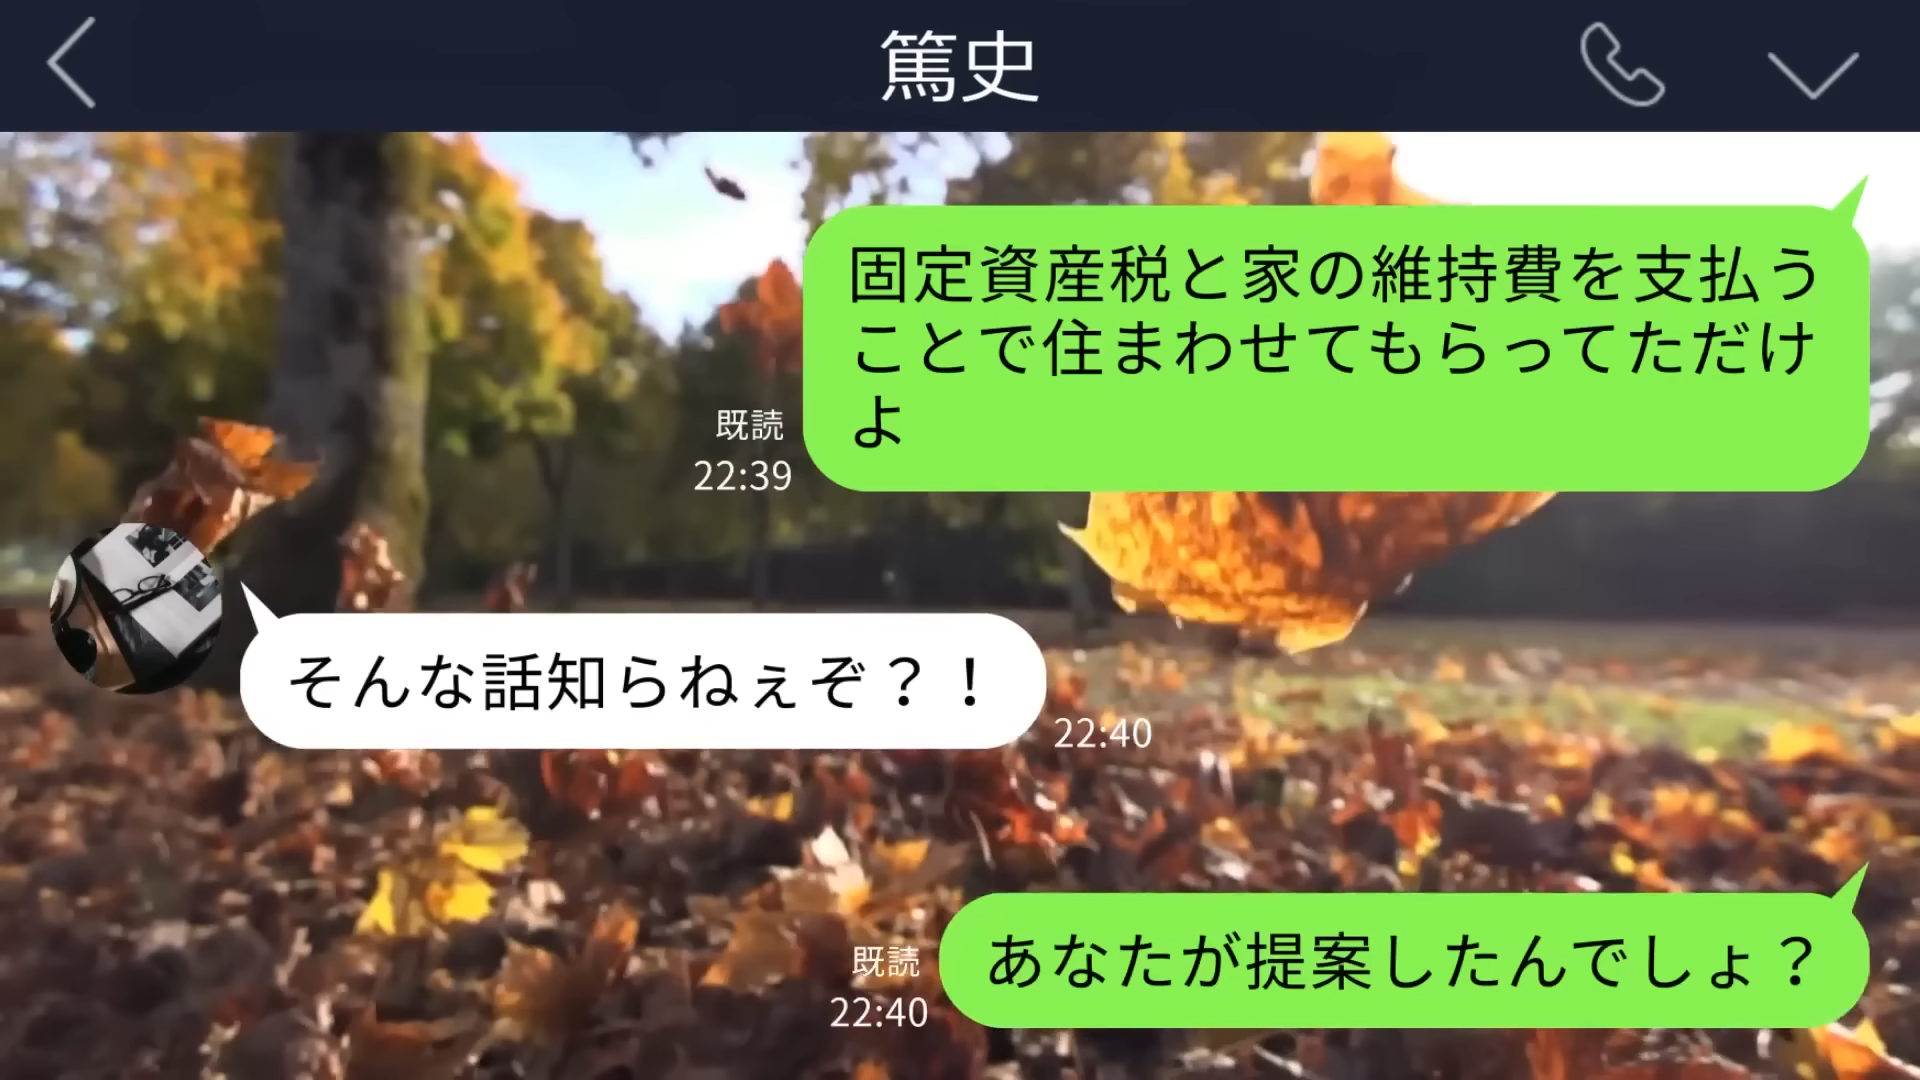 篤史
固定資産税と家の維持費を支払う
ことで住まわせてもらってただけ
よ
既読
22:39
そんな話知らねぇぞ？！
22:40
あなたが提案したんでしょ？
既読
22:40